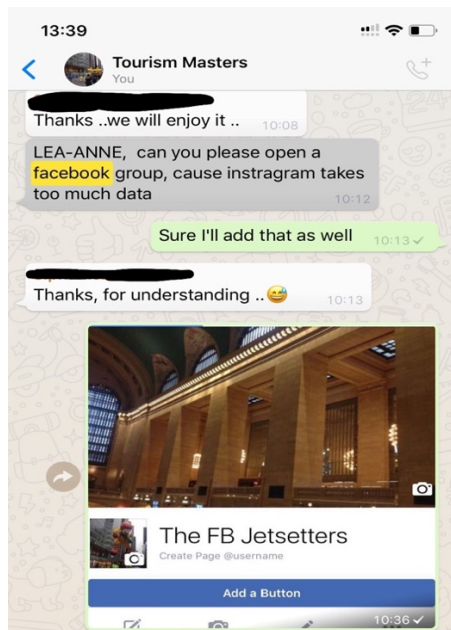 13:39
Tourism Masters
You
Thanks ..we will enjoy it ..
10:08
LEA-ANNE, can you please open a
facebook group, cause instragram takes
too much data
10:12
Sure I'll add that as well
10:13
Thanks, for understanding ..😅
10:13
The FB Jetsetters
Create Page @username
Add a Button
10:36